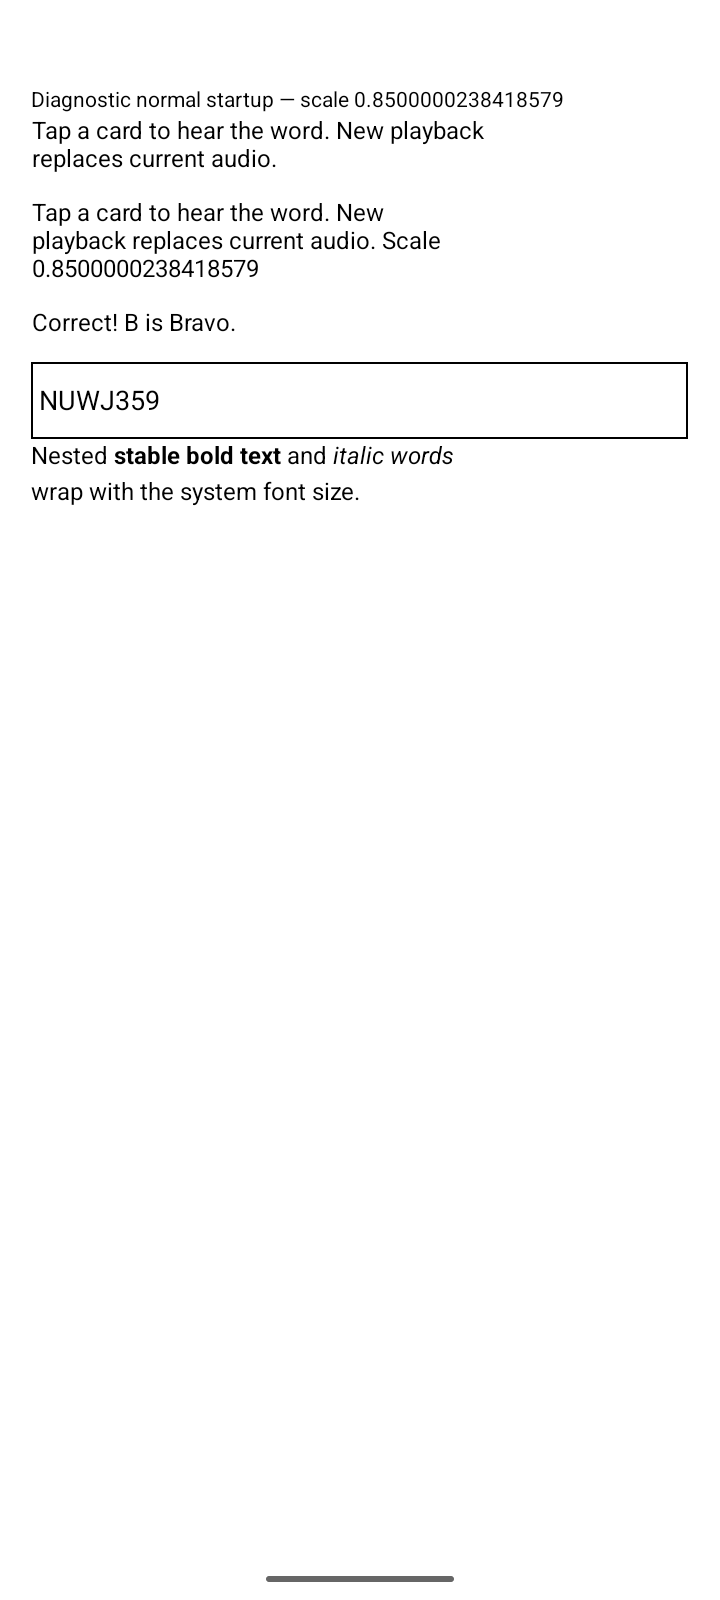 Diagnostic normal startup — scale 0.8500000238418579
Tap a card to hear the word. New playback
replaces current audio.
Tap a card to hear the word. New
playback replaces current audio. Scale
0.8500000238418579
Correct! B is Bravo.
NUWJ359
Nested stable bold text and italic words
wrap with the system font size.